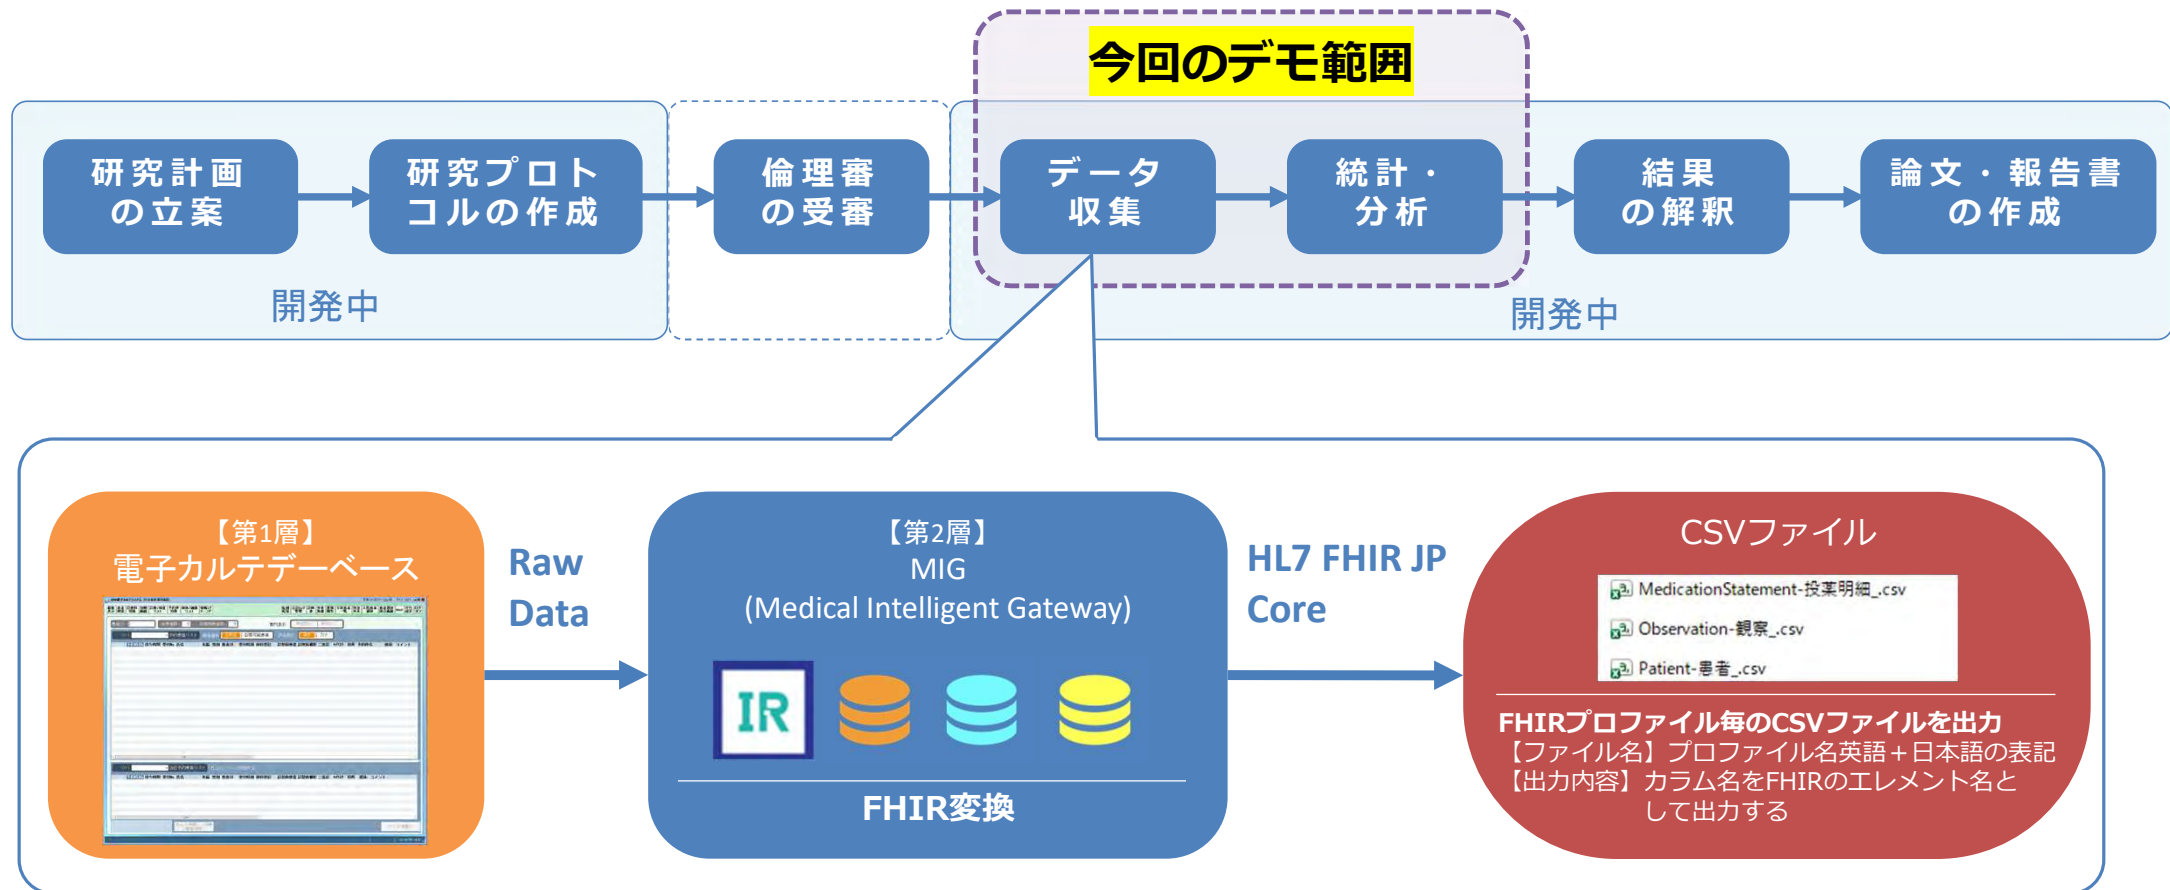 今回のデモ範囲
研究計画
の立案
研究プロト
コルの作成
倫理審
の受審
データ
収集
統計・
分析
結果
の解釈
論文・報告書
の作成
開発中
開発中
【第1層】
電子カルテデーベース
Raw
Data
【第2層】
MIG
(Medical Intelligent Gateway)
IR
FHIR変換
HL7 FHIR JP
Core
CSVファイル
MedicationStatement-投薬明細_.csv
Observation-観察_.csv
Patient-患者_.csv
FHIRプロファイル毎のCSVファイルを出力
【ファイル名】プロファイル名英語＋日本語の表記
【出力内容】カラム名をFHIRのエレメント名と
して出力する